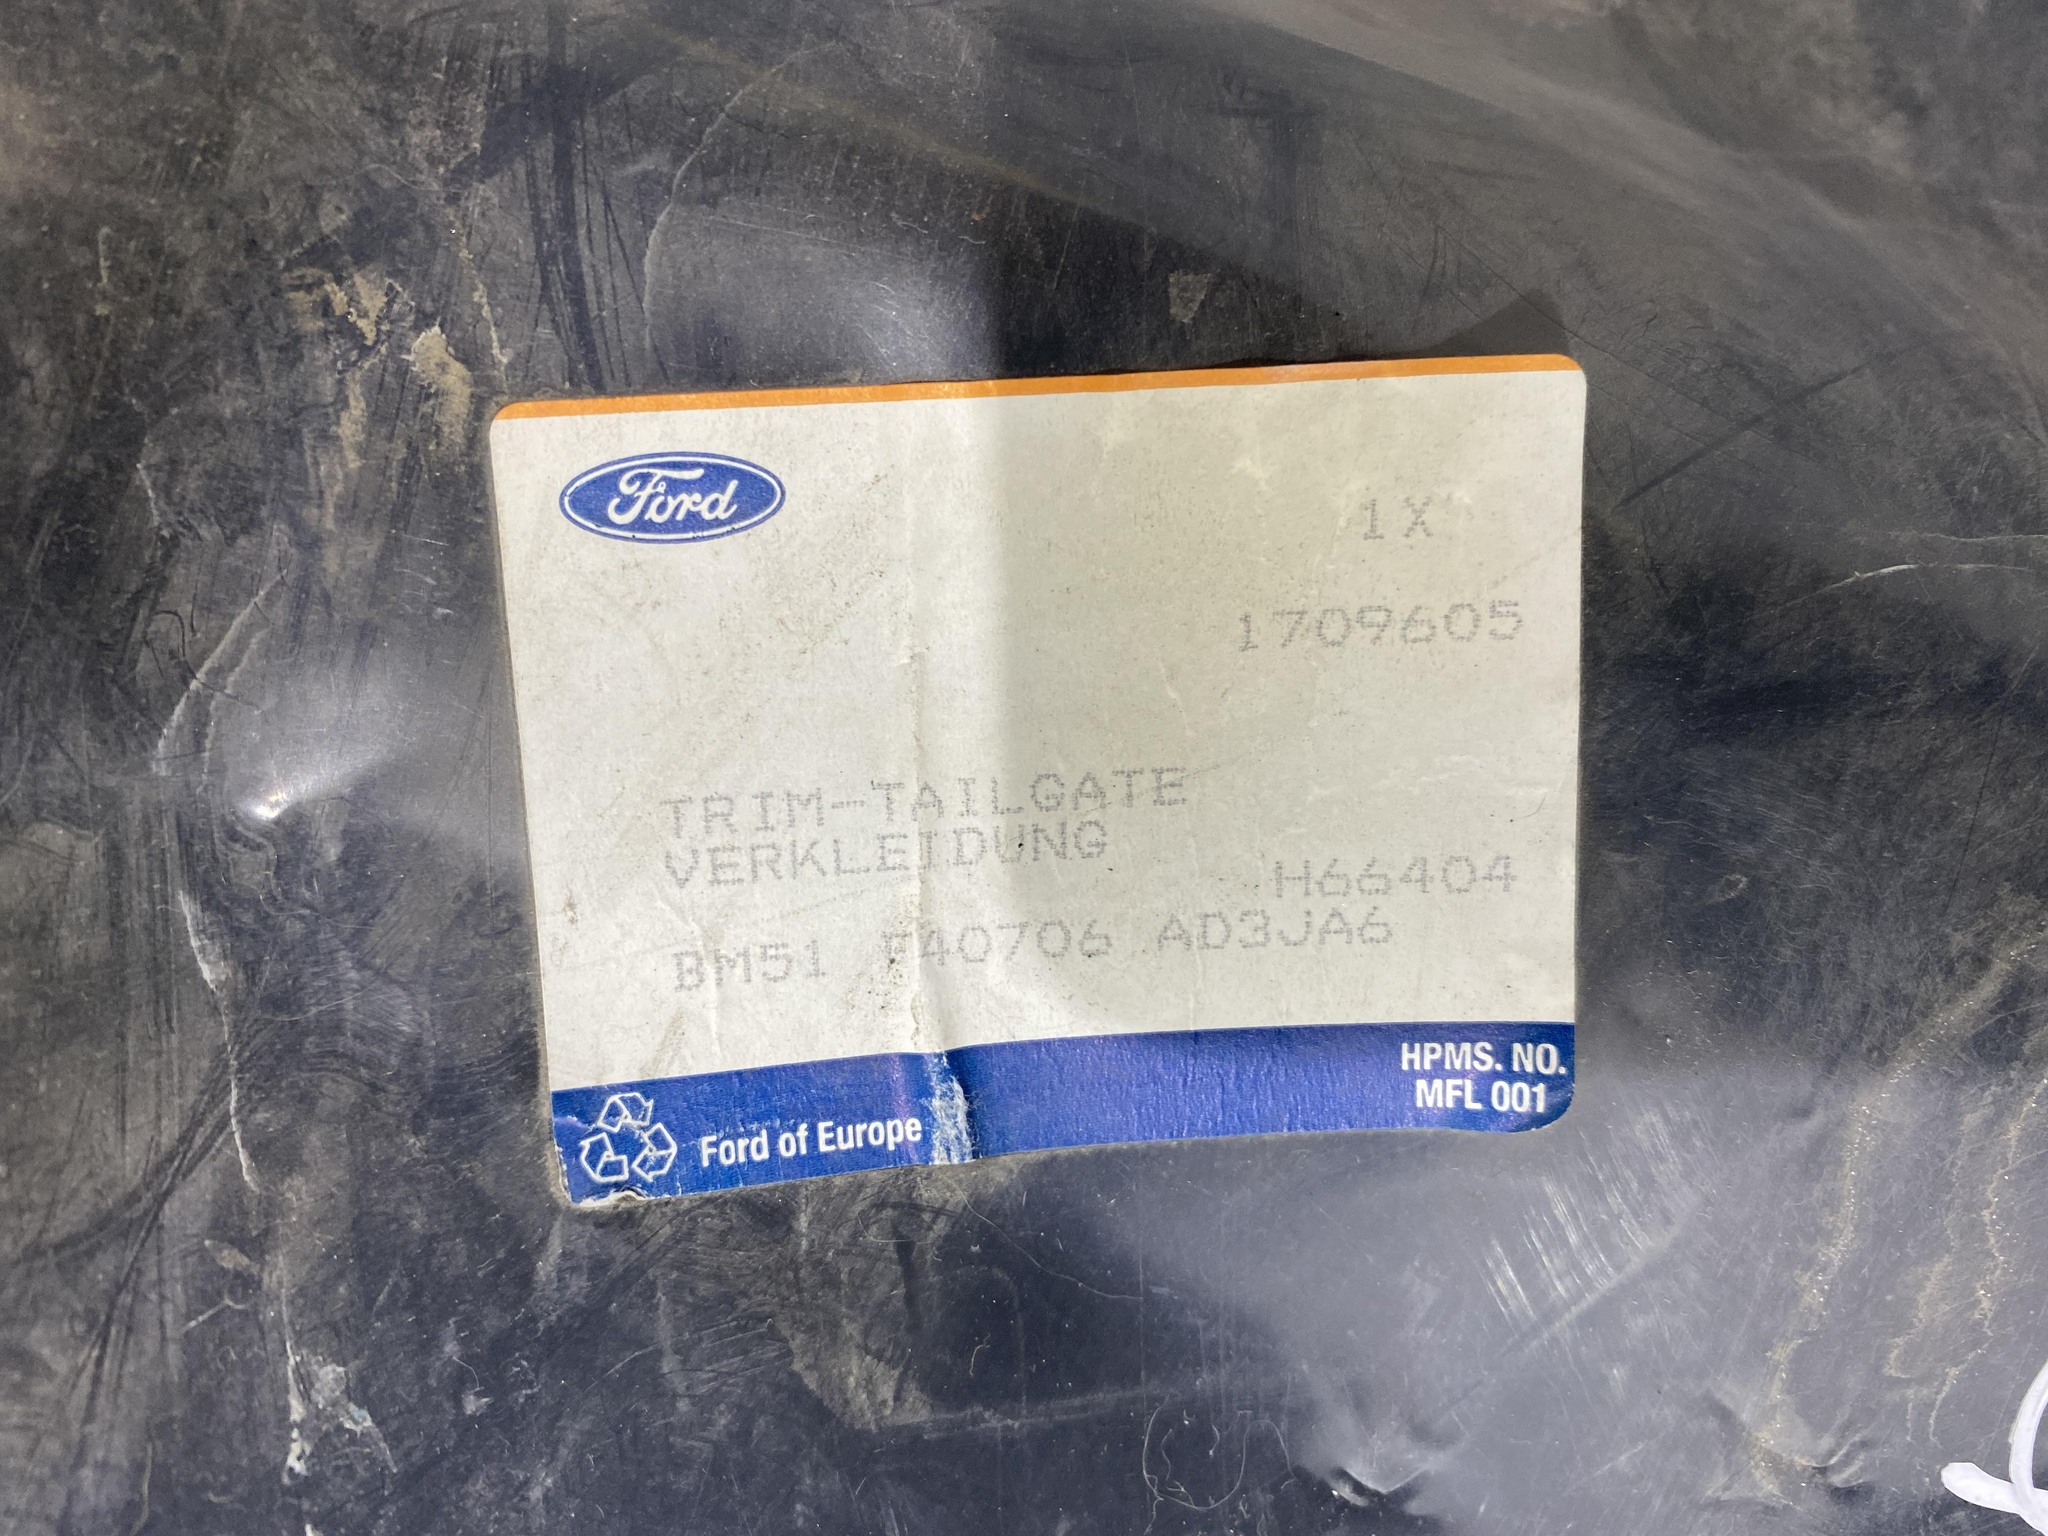 Ford
1X
1709605
TRIM-TAILGATE
VERKLEIDUNG
H66404
BM51 F40706 AD3JA6
HPMS. NO.
MFL 001
Ford of Europe